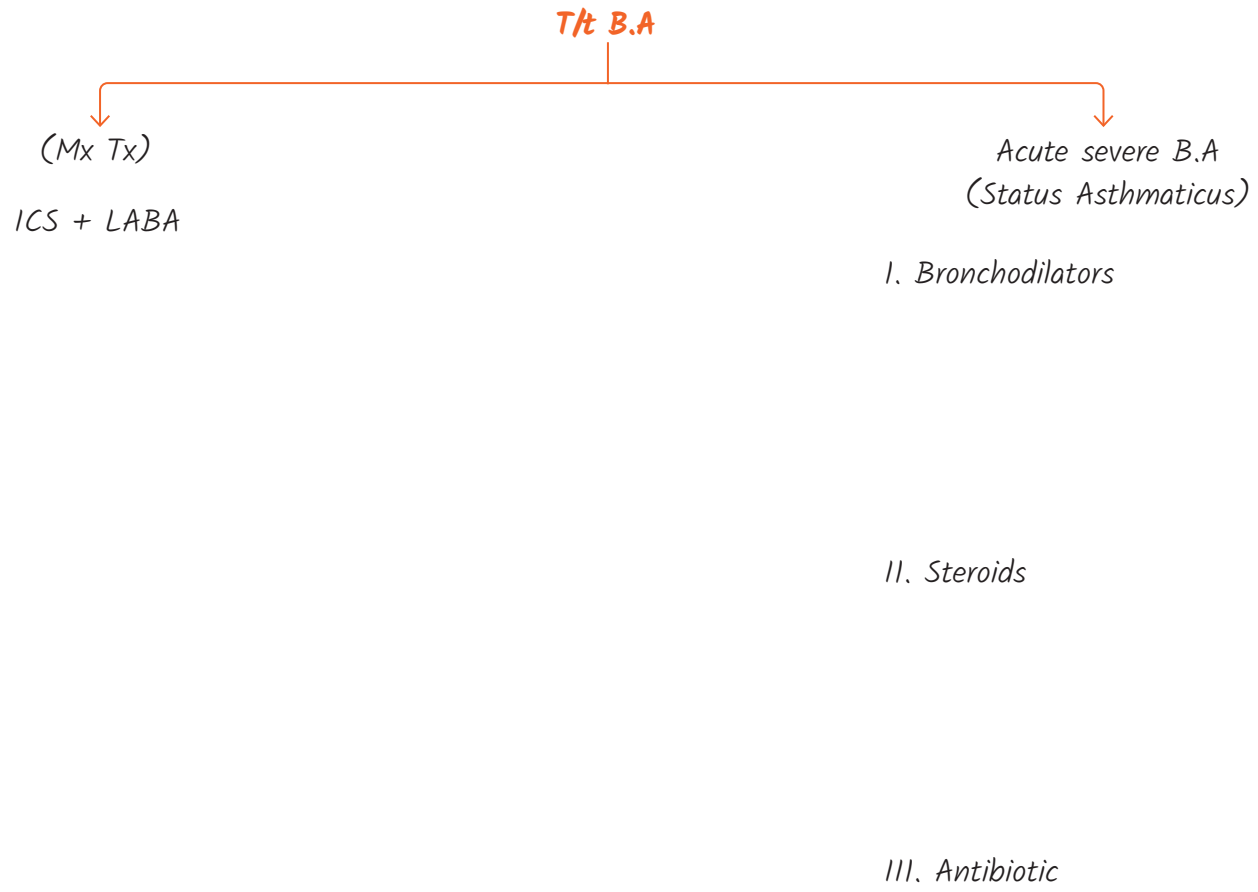 T/t B.A
(Mx Tx)
ICS + LABA
Acute severe B.A
(Status Asthmaticus)
I. Bronchodilators
II. Steroids
III. Antibiotic